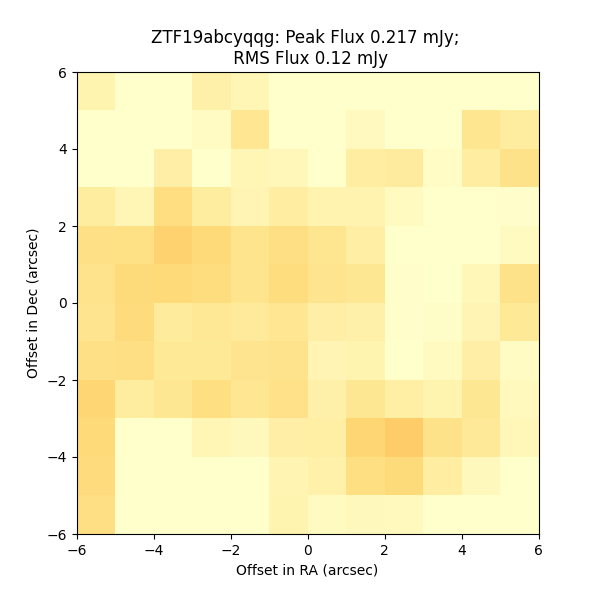 ZTF19abcyqqg: Peak Flux 0.217 mJy;
RMS Flux 0.12 mJy
6
4
2
0
−2
−4
−6
Offset in Dec (arcsec)
−6 −4 −2 0 2 4 6
Offset in RA (arcsec)